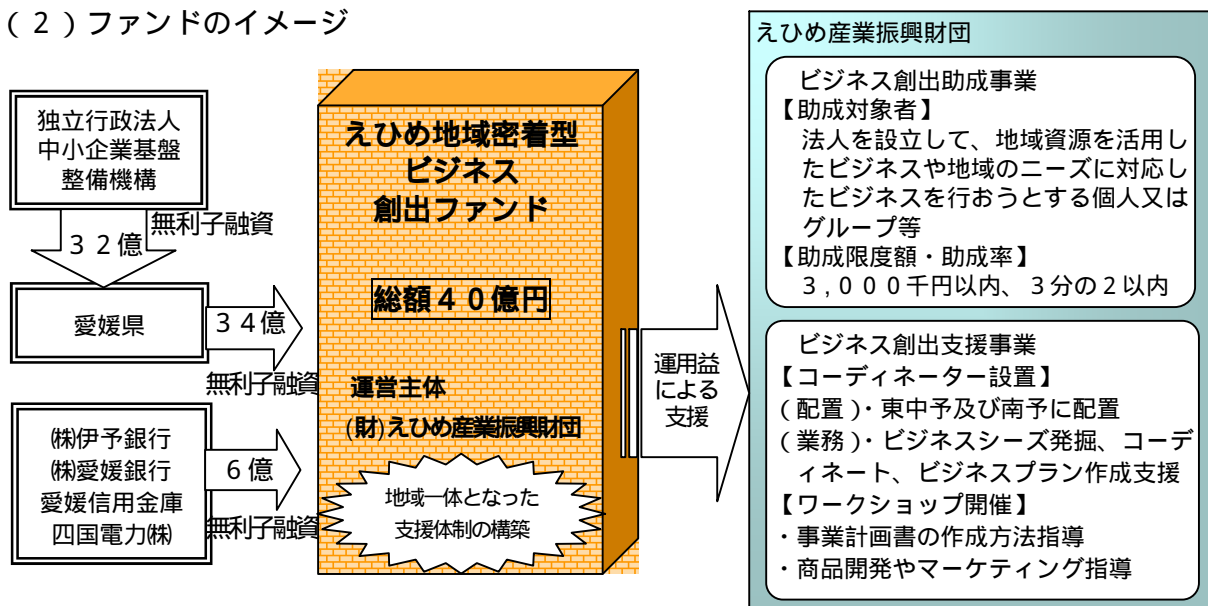 (2)ファンドのイメージ
独立行政法人
中小企業基盤
整備機構
無利子融資
32億
愛媛県
34億
無利子融資
㈱伊予銀行
㈱愛媛銀行
愛媛信用金庫
四国電力㈱
6億
無利子融資
えひめ地域密着型
ビジネス
創出ファンド
総額40億円
運営主体
(財)えひめ産業振興財団
地域一体となった
支援体制の構築
運用益
による
支援
えひめ産業振興財団
ビジネス創出助成事業
【助成対象者】
法人を設立して、地域資源を活用し
たビジネスや地域のニーズに対応し
たビジネスを行おうとする個人又は
グループ等
【助成限度額・助成率】
3,000千円以内、3分の2以内
ビジネス創出支援事業
【コーディネーター設置】
(配置)・東中予及び南予に配置
(業務)・ビジネスシーズ発掘、コーデ
ィネート、ビジネスプラン作成支援
【ワークショップ開催】
・事業計画書の作成方法指導
・商品開発やマーケティング指導